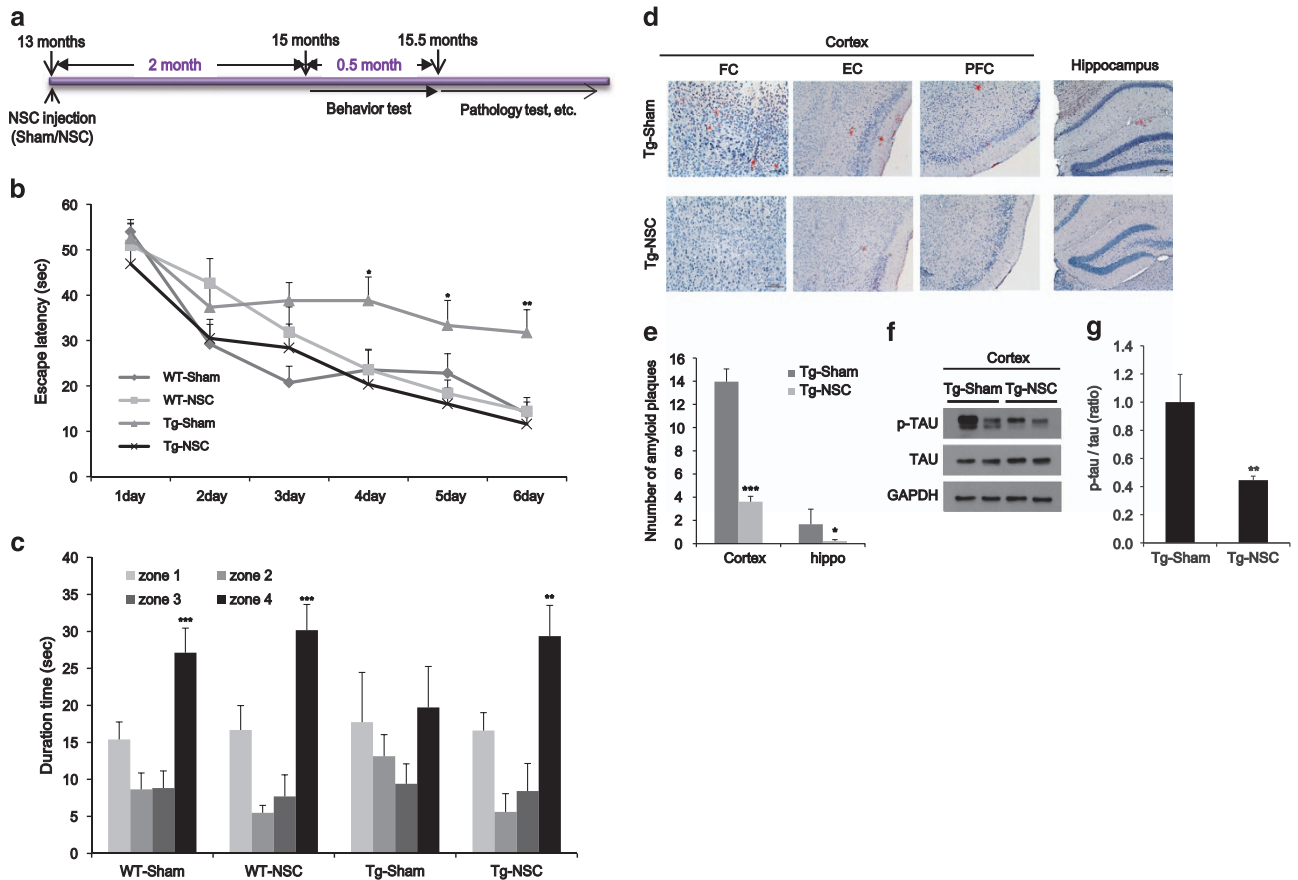 a
13 months
15 months
15.5 months
2 month
0.5 month
NSC injection
(Sham/NSC)
Behavior test
Pathology test, etc.
b
Escape latency (sec)
60
50
40
30
20
10
0
*
*
**
WT-Sham
WT-NSC
Tg-Sham
Tg-NSC
1day
2day
3day
4day
5day
6day
c
Duration time (sec)
40
35
30
25
20
15
10
5
0
zone 1
zone 2
zone 3
zone 4
***
***
**
WT-Sham
WT-NSC
Tg-Sham
Tg-NSC
d
Cortex
FC
EC
PFC
Hippocampus
Tg-Sham
Tg-NSC
e
Nnumber of amyloid plaques
16
14
12
10
8
6
4
2
0
Tg-Sham
Tg-NSC
***
*
Cortex
hippo
f
Cortex
Tg-Sham
Tg-NSC
p-TAU
TAU
GAPDH
g
p-tau / tau (ratio)
1.4
1.2
1.0
0.8
0.6
0.4
0.2
0.0
**
Tg-Sham
Tg-NSC